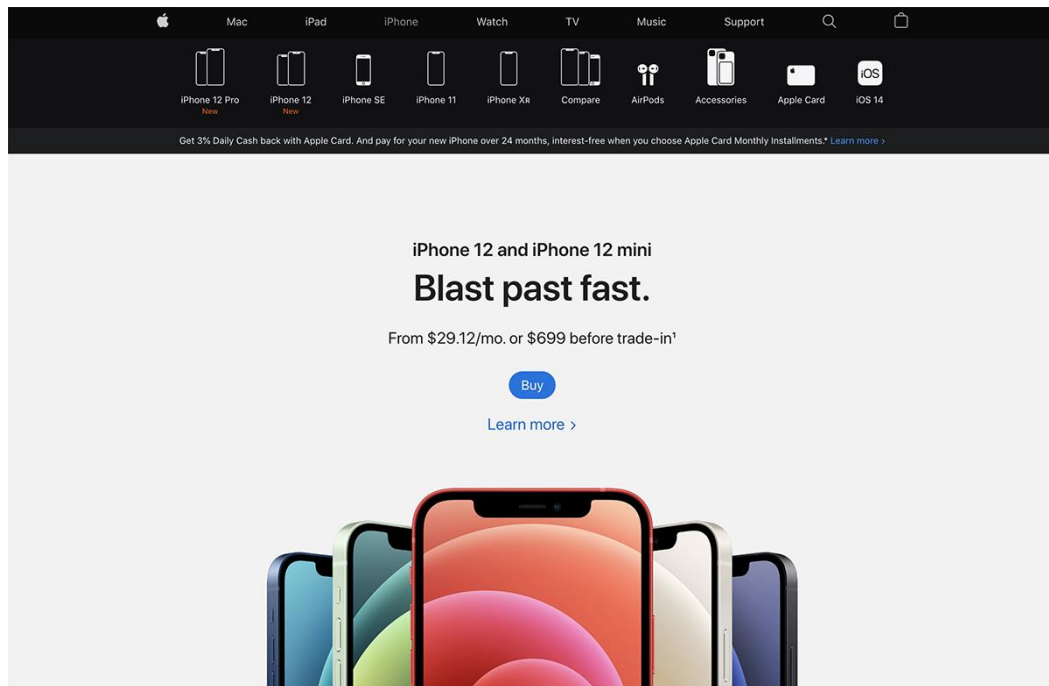 Mac iPad iPhone Watch TV Music Support
iPhone 12 Pro iPhone 12 iPhone SE iPhone 11 iPhone XR Compare AirPods Accessories Apple Card iOS iOS 14
New New
Get 3% Daily Cash back with Apple Card. And pay for your new iPhone over 24 months, interest-free when you choose Apple Card Monthly Installments.* Learn more >
iPhone 12 and iPhone 12 mini
Blast past fast.
From $29.12/mo. or $699 before trade-in¹
Buy
Learn more >